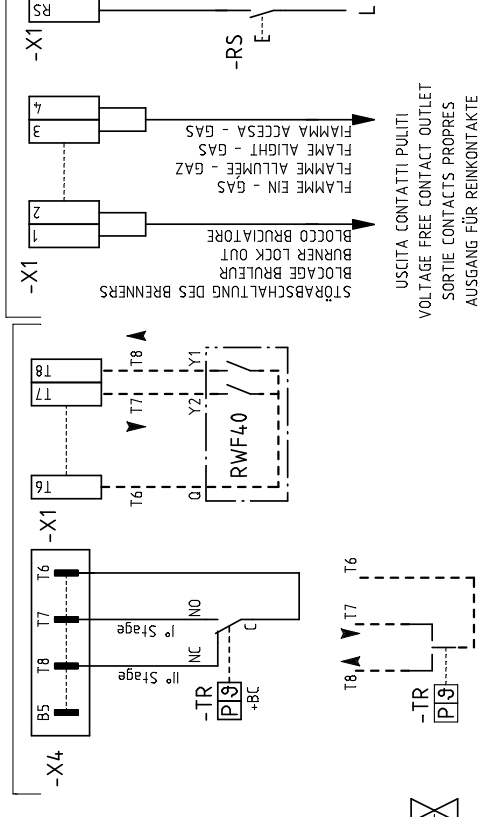 RS
-X1
-RS
E
L
4
3
FIAMMA ACCESA - GAS
FLAME ALIGHT - GAS
FLAMME ALLUMÉE - GAZ
FLAMME EIN - GAS
2
1
-X1
BLOCCO BRUCIATORE
BURNER LOCK OUT
BLOCAGE BRULEUR
STÖRABSCHALTUNG DES BRENNERS
USCITA CONTATTI PULITI
VOLTAGE FREE CONTACT OUTLET
SORTIE CONTACTS PROPRES
AUSGANG FÜR REINKONTAKTE
T8
T7
T6
-X1
T8
T7
T6
Y1
Y2
Q
RWF40
T6
T7
T8
B5
-X4
I° Stage
II° Stage
NO
NC
C
-TR
P ϑ
+BC
T6
T7
T8
-TR
P ϑ